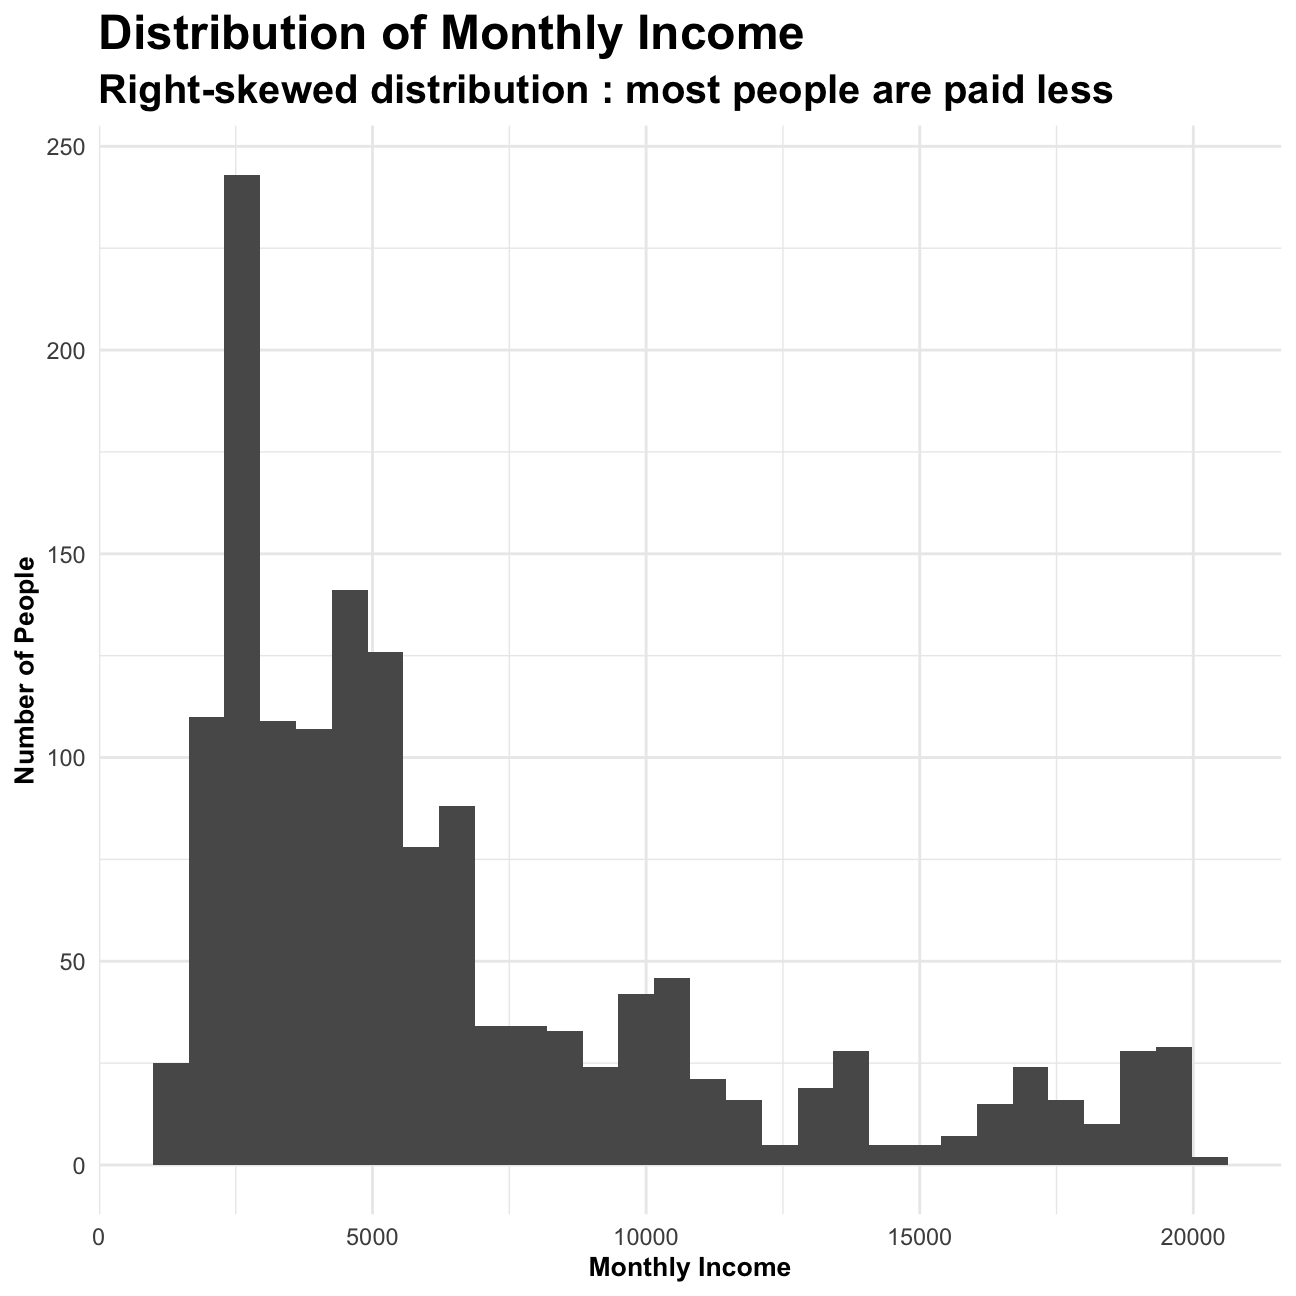 Distribution of Monthly Income
Right-skewed distribution : most people are paid less
250
200
150
100
50
0
Number of People
0 5000 10000 15000 20000
Monthly Income